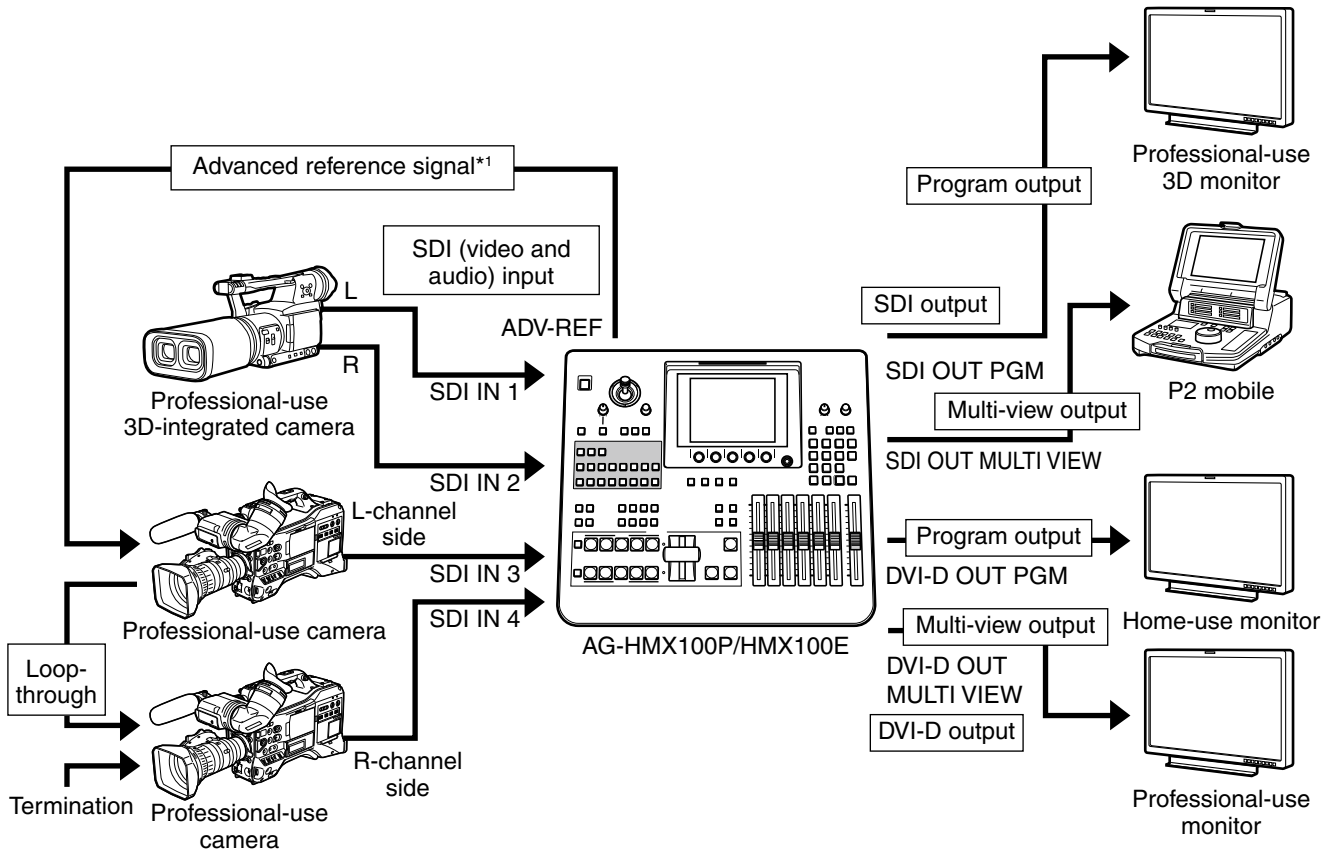 Advanced reference signal*1
SDI (video and
audio) input
ADV-REF
L
R
SDI IN 1
Professional-use
3D-integrated camera
SDI IN 2
L-channel
side
SDI IN 3
Professional-use camera
SDI IN 4
Loop-
through
R-channel
side
Termination
Professional-use
camera
AG-HMX100P/HMX100E
Program output
Professional-use
3D monitor
SDI output
SDI OUT PGM
P2 mobile
Multi-view output
SDI OUT MULTI VIEW
Program output
DVI-D OUT PGM
Home-use monitor
Multi-view output
DVI-D OUT
MULTI VIEW
DVI-D output
Professional-use
monitor